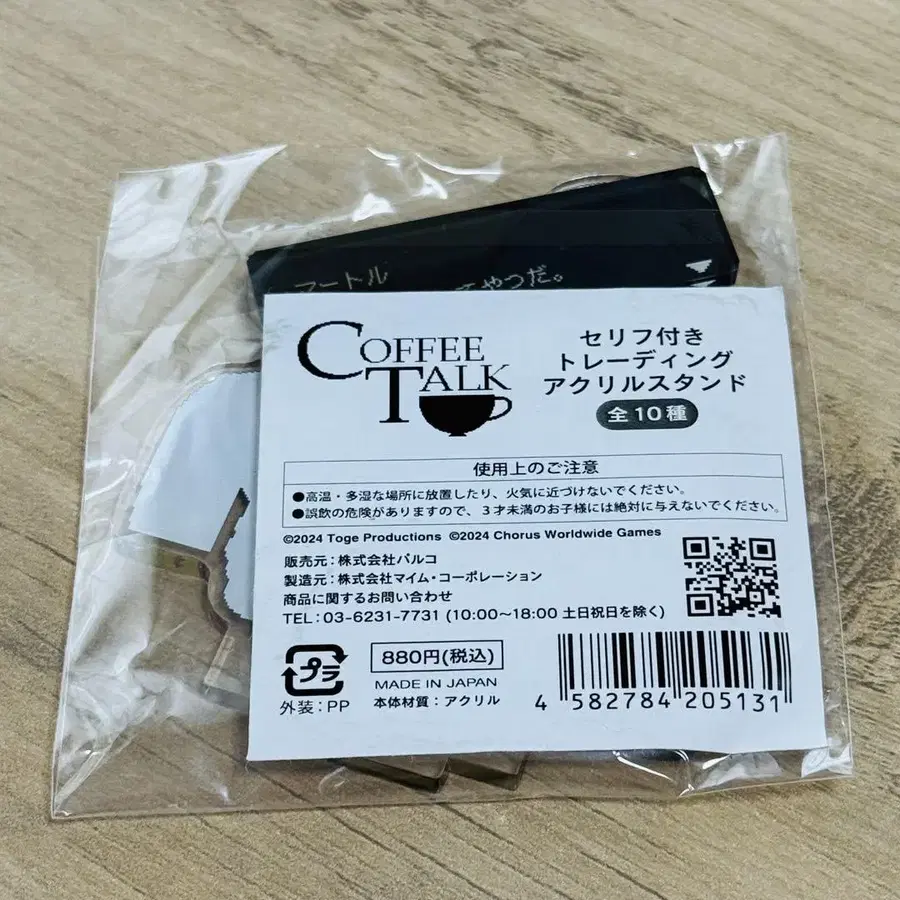 マートル
やつだ。
COFFEE
TALK
セリフ付き
トレーディング
アクリルスタンド
全10種
使用上のご注意
●高温・多湿な場所に放置したり、火気に近づけないでください。
●誤飲の危険がありますので、3才未満のお子様には絶対に与えないでください。
©2024 Toge Productions ©2024 Chorus Worldwide Games
販売元：株式会社パルコ
製造元：株式会社マイム・コーポレーション
商品に関するお問い合わせ
TEL：03-6231-7731 (10:00〜18:00 土日祝日を除く)
プラ
外装：PP
880円(税込)
MADE IN JAPAN
本体材質：アクリル
4 582784 205131